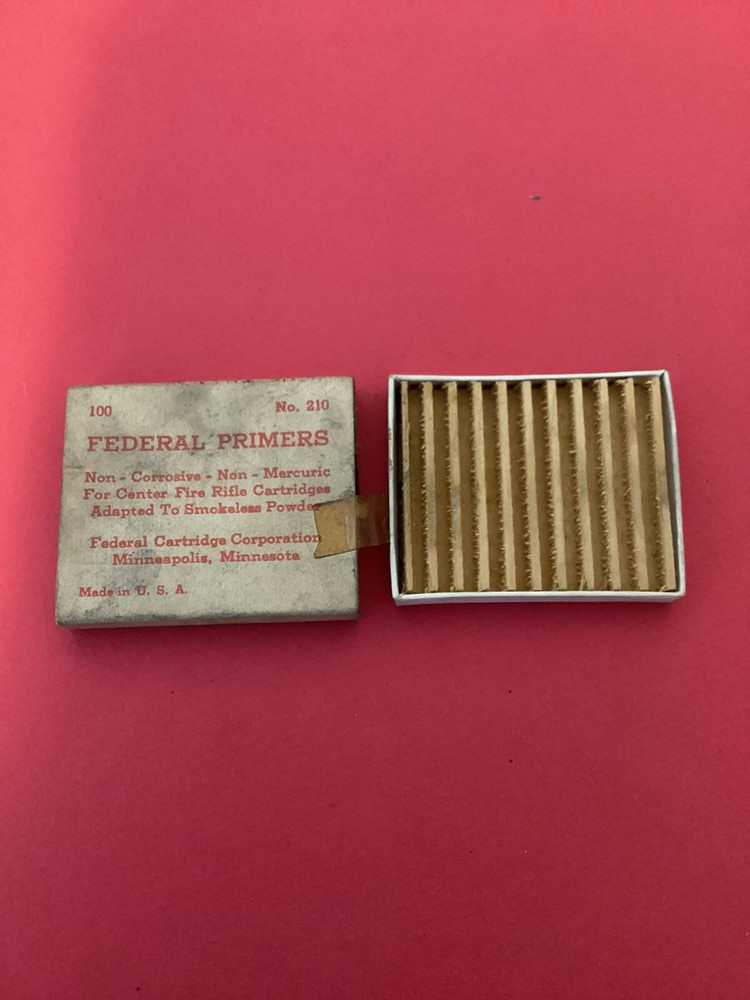 100 No. 210
FEDERAL PRIMERS
Non - Corrosive - Non - Mercuric
For Center Fire Rifle Cartridges
Adapted To Smokeless Powder
Federal Cartridge Corporation
Minneapolis, Minnesota
Made in U. S. A.